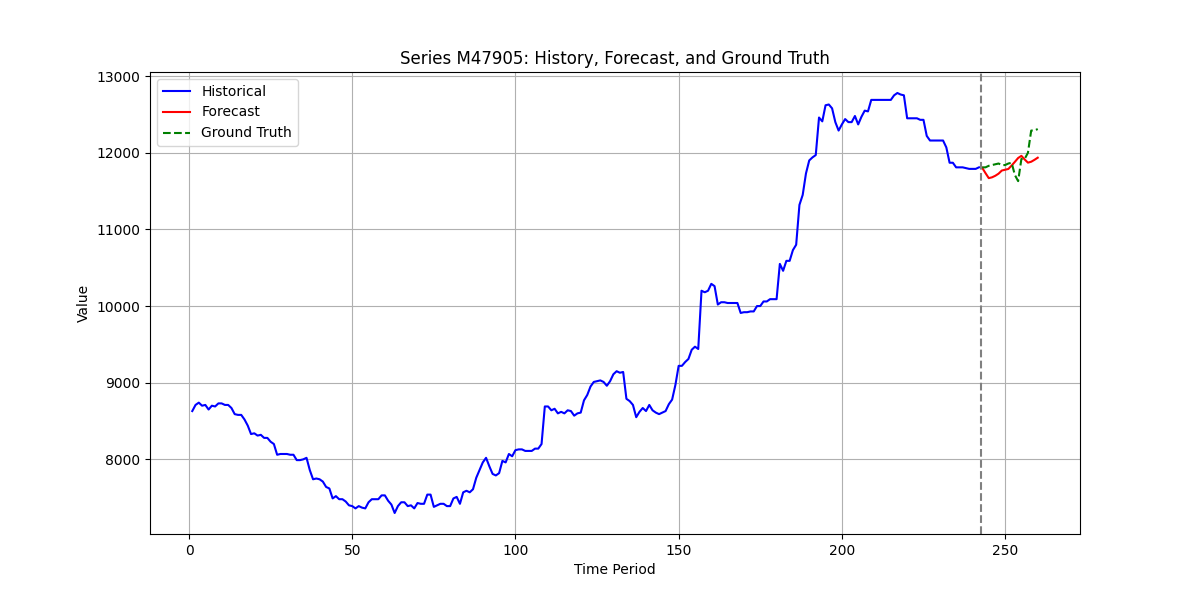 Series M47905: History, Forecast, and Ground Truth
Historical
Forecast
Ground Truth
Value
13000
12000
11000
10000
9000
8000
0 50 100 150 200 250
Time Period